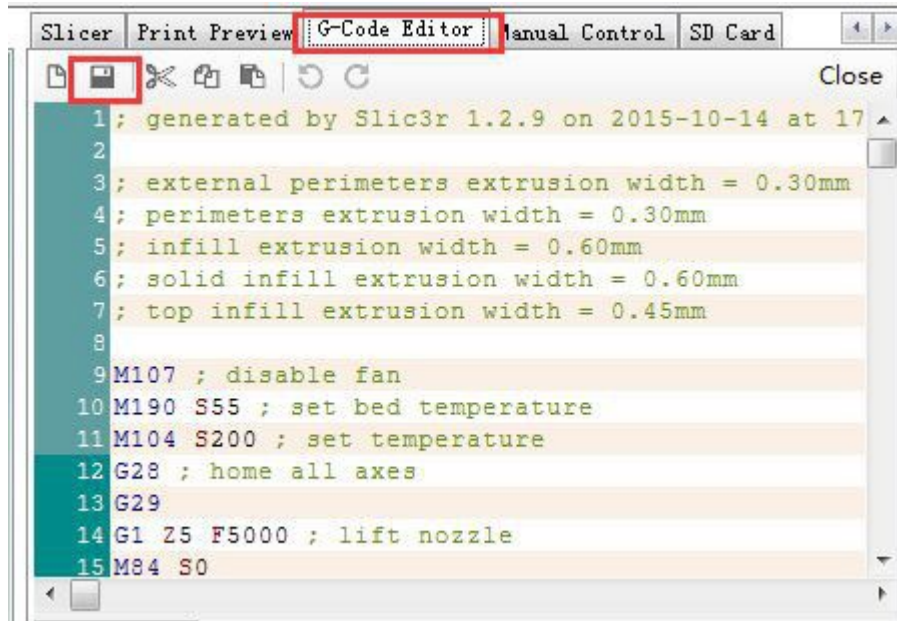 Slicer Print Preview G-Code Editor Manual Control SD Card
Close
1 ; generated by Slic3r 1.2.9 on 2015-10-14 at 17
2
3 ; external perimeters extrusion width = 0.30mm
4 ; perimeters extrusion width = 0.30mm
5 ; infill extrusion width = 0.60mm
6 ; solid infill extrusion width = 0.60mm
7 ; top infill extrusion width = 0.45mm
8
9 M107 ; disable fan
10 M190 S55 ; set bed temperature
11 M104 S200 ; set temperature
12 G28 ; home all axes
13 G29
14 G1 Z5 F5000 ; lift nozzle
15 M84 S0